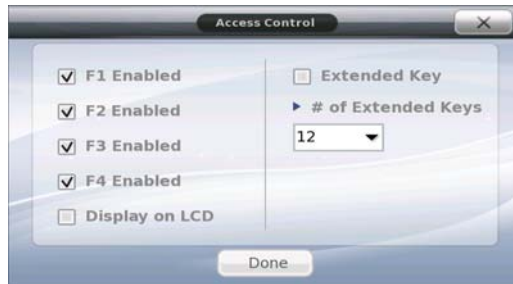 Access Control
F1 Enabled
F2 Enabled
F3 Enabled
F4 Enabled
Display on LCD
Extended Key
# of Extended Keys
12
Done